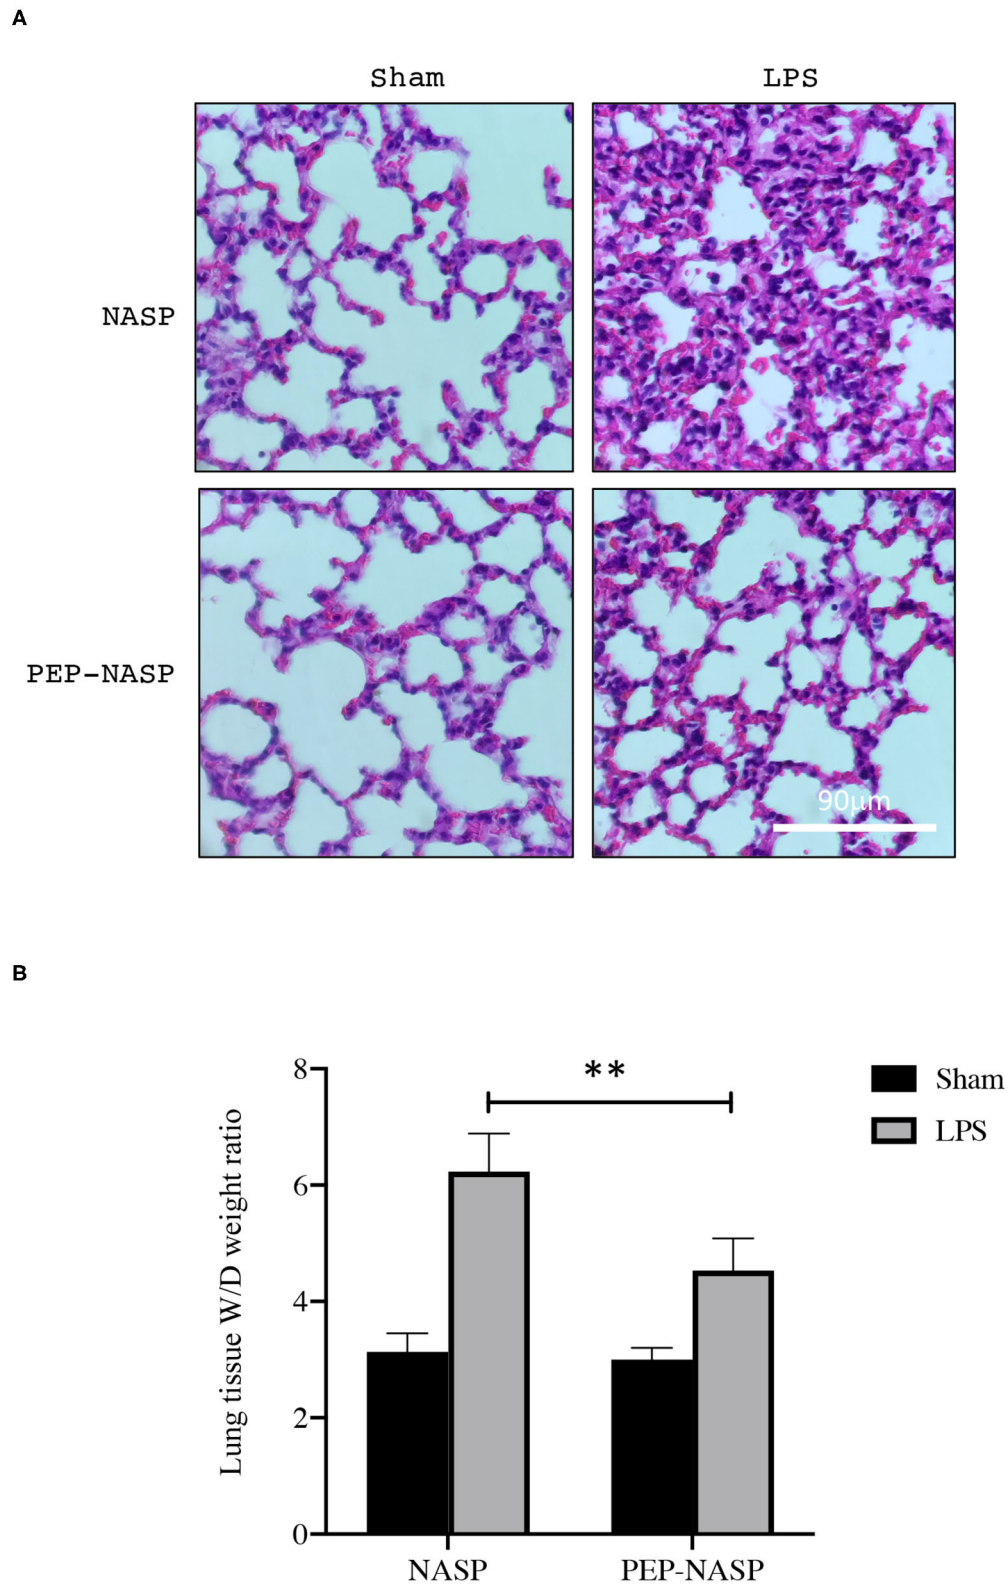 A
Sham LPS
NASP
PEP-NASP
90μm
B
**
Sham
LPS
Lung tissue W/D weight ratio
8
6
4
2
0
NASP PEP-NASP